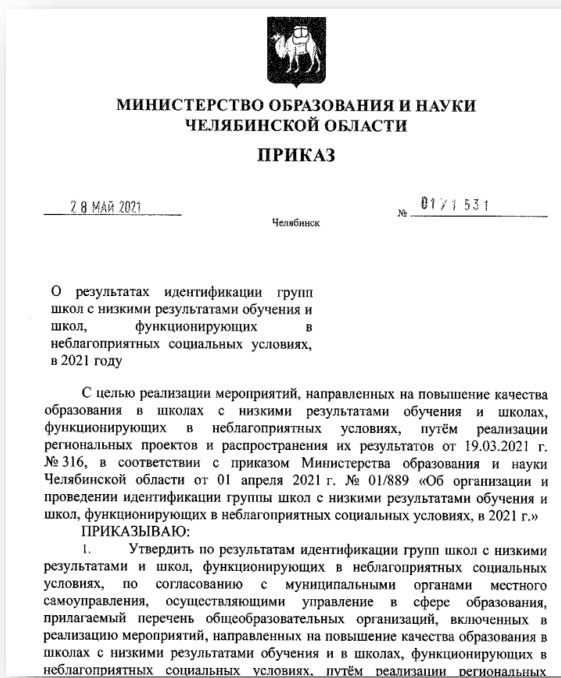 МИНИСТЕРСТВО ОБРАЗОВАНИЯ И НАУКИ
ЧЕЛЯБИНСКОЙ ОБЛАСТИ
ПРИКАЗ
28 МАЙ 2021
№ 01/1531
Челябинск
О результатах идентификации групп
школ с низкими результатами обучения и
школ, функционирующих в
неблагоприятных социальных условиях,
в 2021 году
С целью реализации мероприятий, направленных на повышение качества
образования в школах с низкими результатами обучения и школах,
функционирующих в неблагоприятных условиях, путём реализации
региональных проектов и распространения их результатов от 19.03.2021 г.
№ 316, в соответствии с приказом Министерства образования и науки
Челябинской области от 01 апреля 2021 г. № 01/889 «Об организации и
проведении идентификации группы школ с низкими результатами обучения и
школ, функционирующих в неблагоприятных социальных условиях, в 2021 г.»
ПРИКАЗЫВАЮ:
1. Утвердить по результатам идентификации групп школ с низкими
результатами и школ, функционирующих в неблагоприятных социальных
условиях, по согласованию с муниципальными органами местного
самоуправления, осуществляющими управление в сфере образования,
прилагаемый перечень общеобразовательных организаций, включенных в
реализацию мероприятий, направленных на повышение качества образования в
школах с низкими результатами обучения и в школах, функционирующих в
неблагоприятных социальных условиях, путём реализации региональных